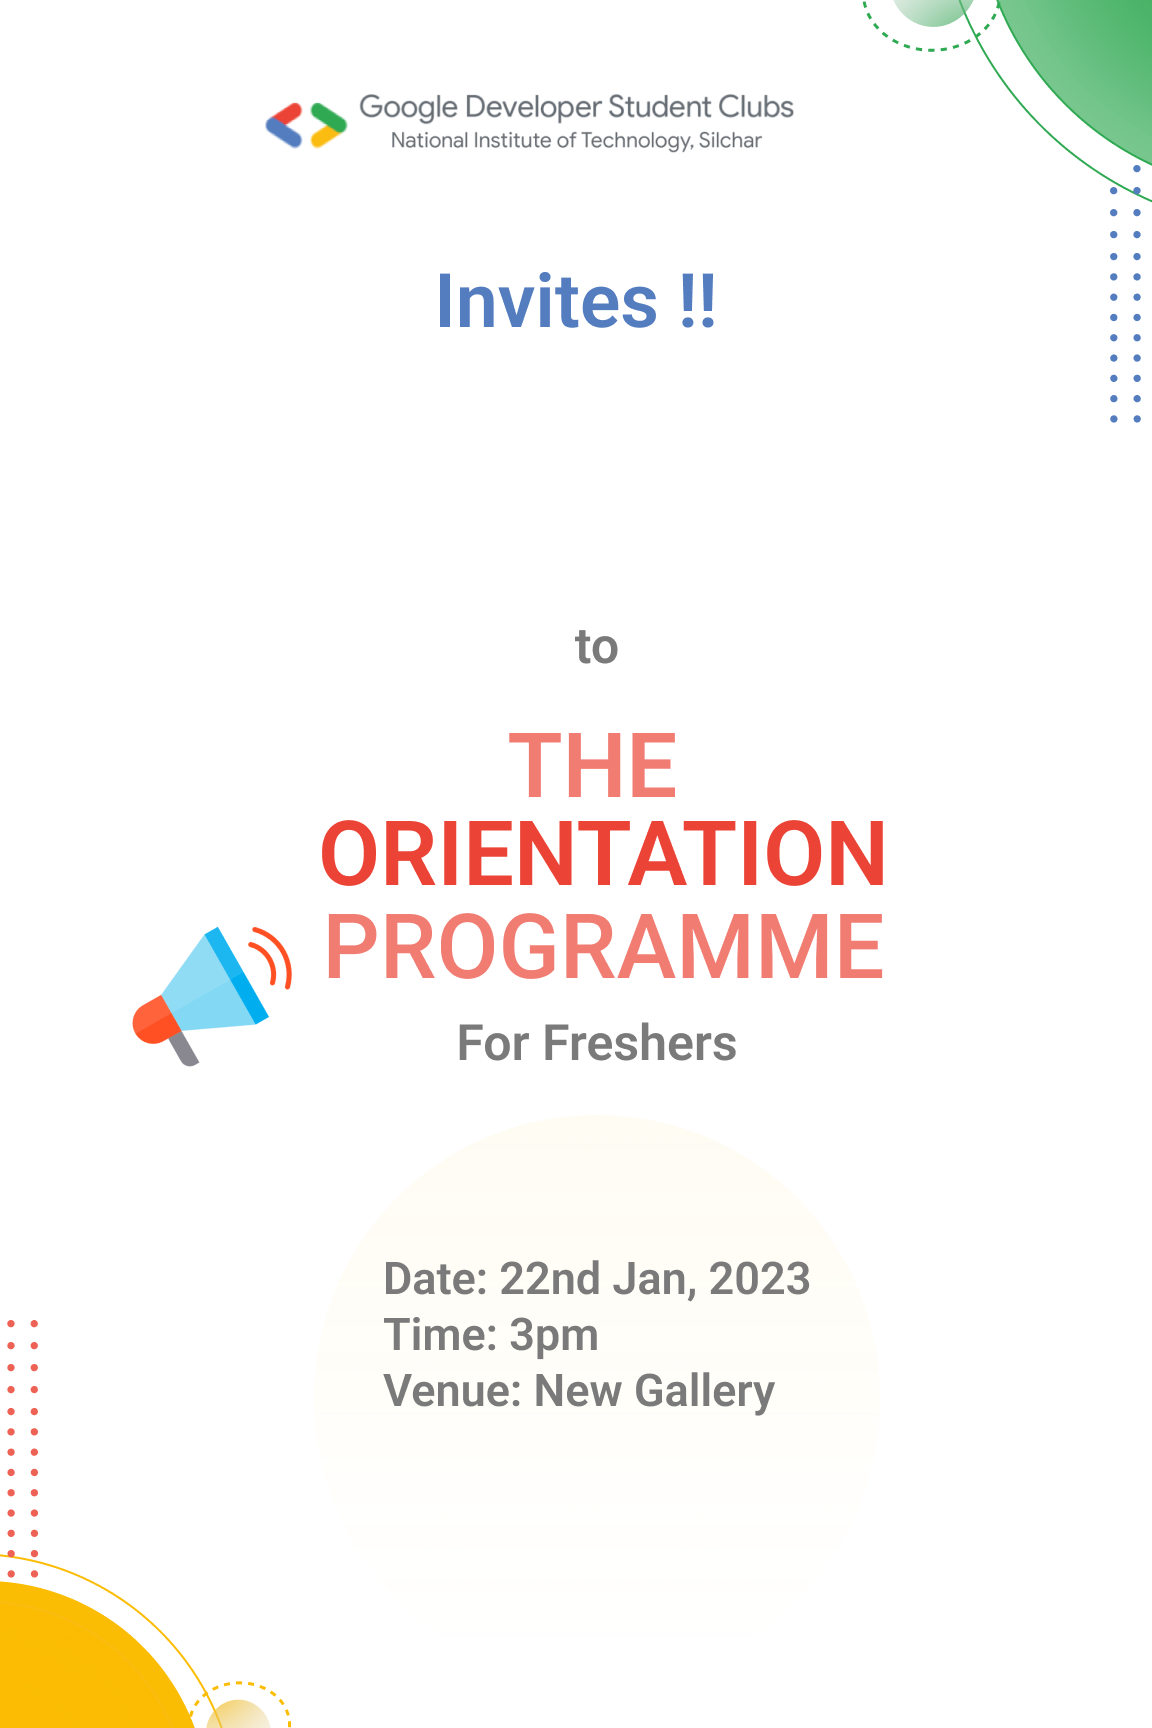 Google Developer Student Clubs
National Institute of Technology, Silchar
Invites !!
to
THE
ORIENTATION
PROGRAMME
For Freshers
Date: 22nd Jan, 2023
Time: 3pm
Venue: New Gallery